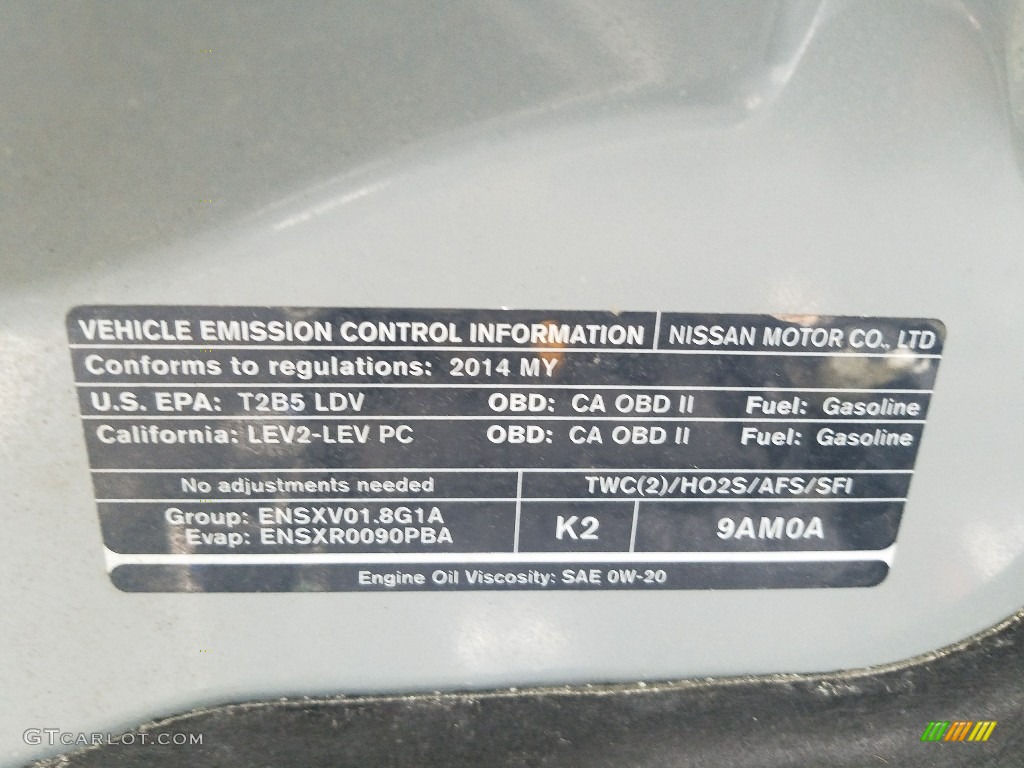 VEHICLE EMISSION CONTROL INFORMATION NISSAN MOTOR CO., LTD
Conforms to regulations: 2014 MY
U.S. EPA: T2B5 LDV OBD: CA OBD II Fuel: Gasoline
California: LEV2-LEV PC OBD: CA OBD II Fuel: Gasoline
No adjustments needed TWC(2)/HO2S/AFS/SFI
Group: ENSXV01.8G1A
Evap: ENSXR0090PBA
K2 9AM0A
Engine Oil Viscosity: SAE 0W-20
GTCARLOT.COM